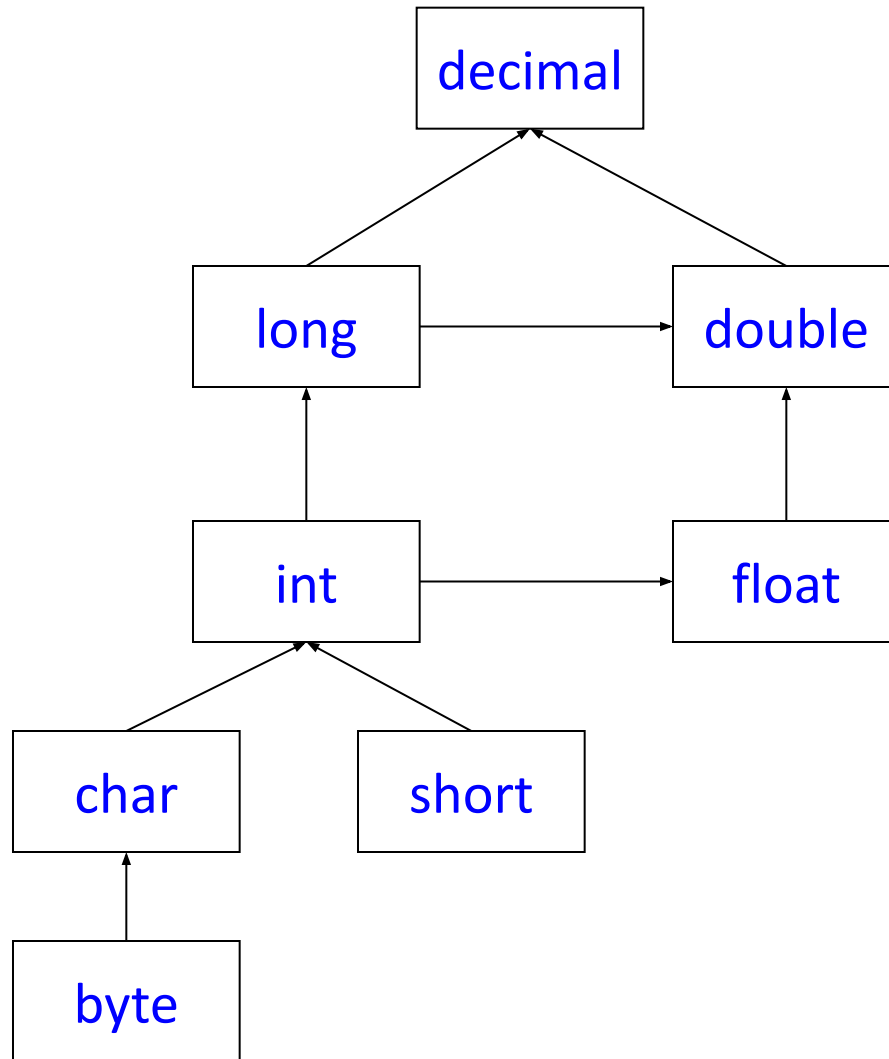 decimal
long
double
int
float
char
short
byte